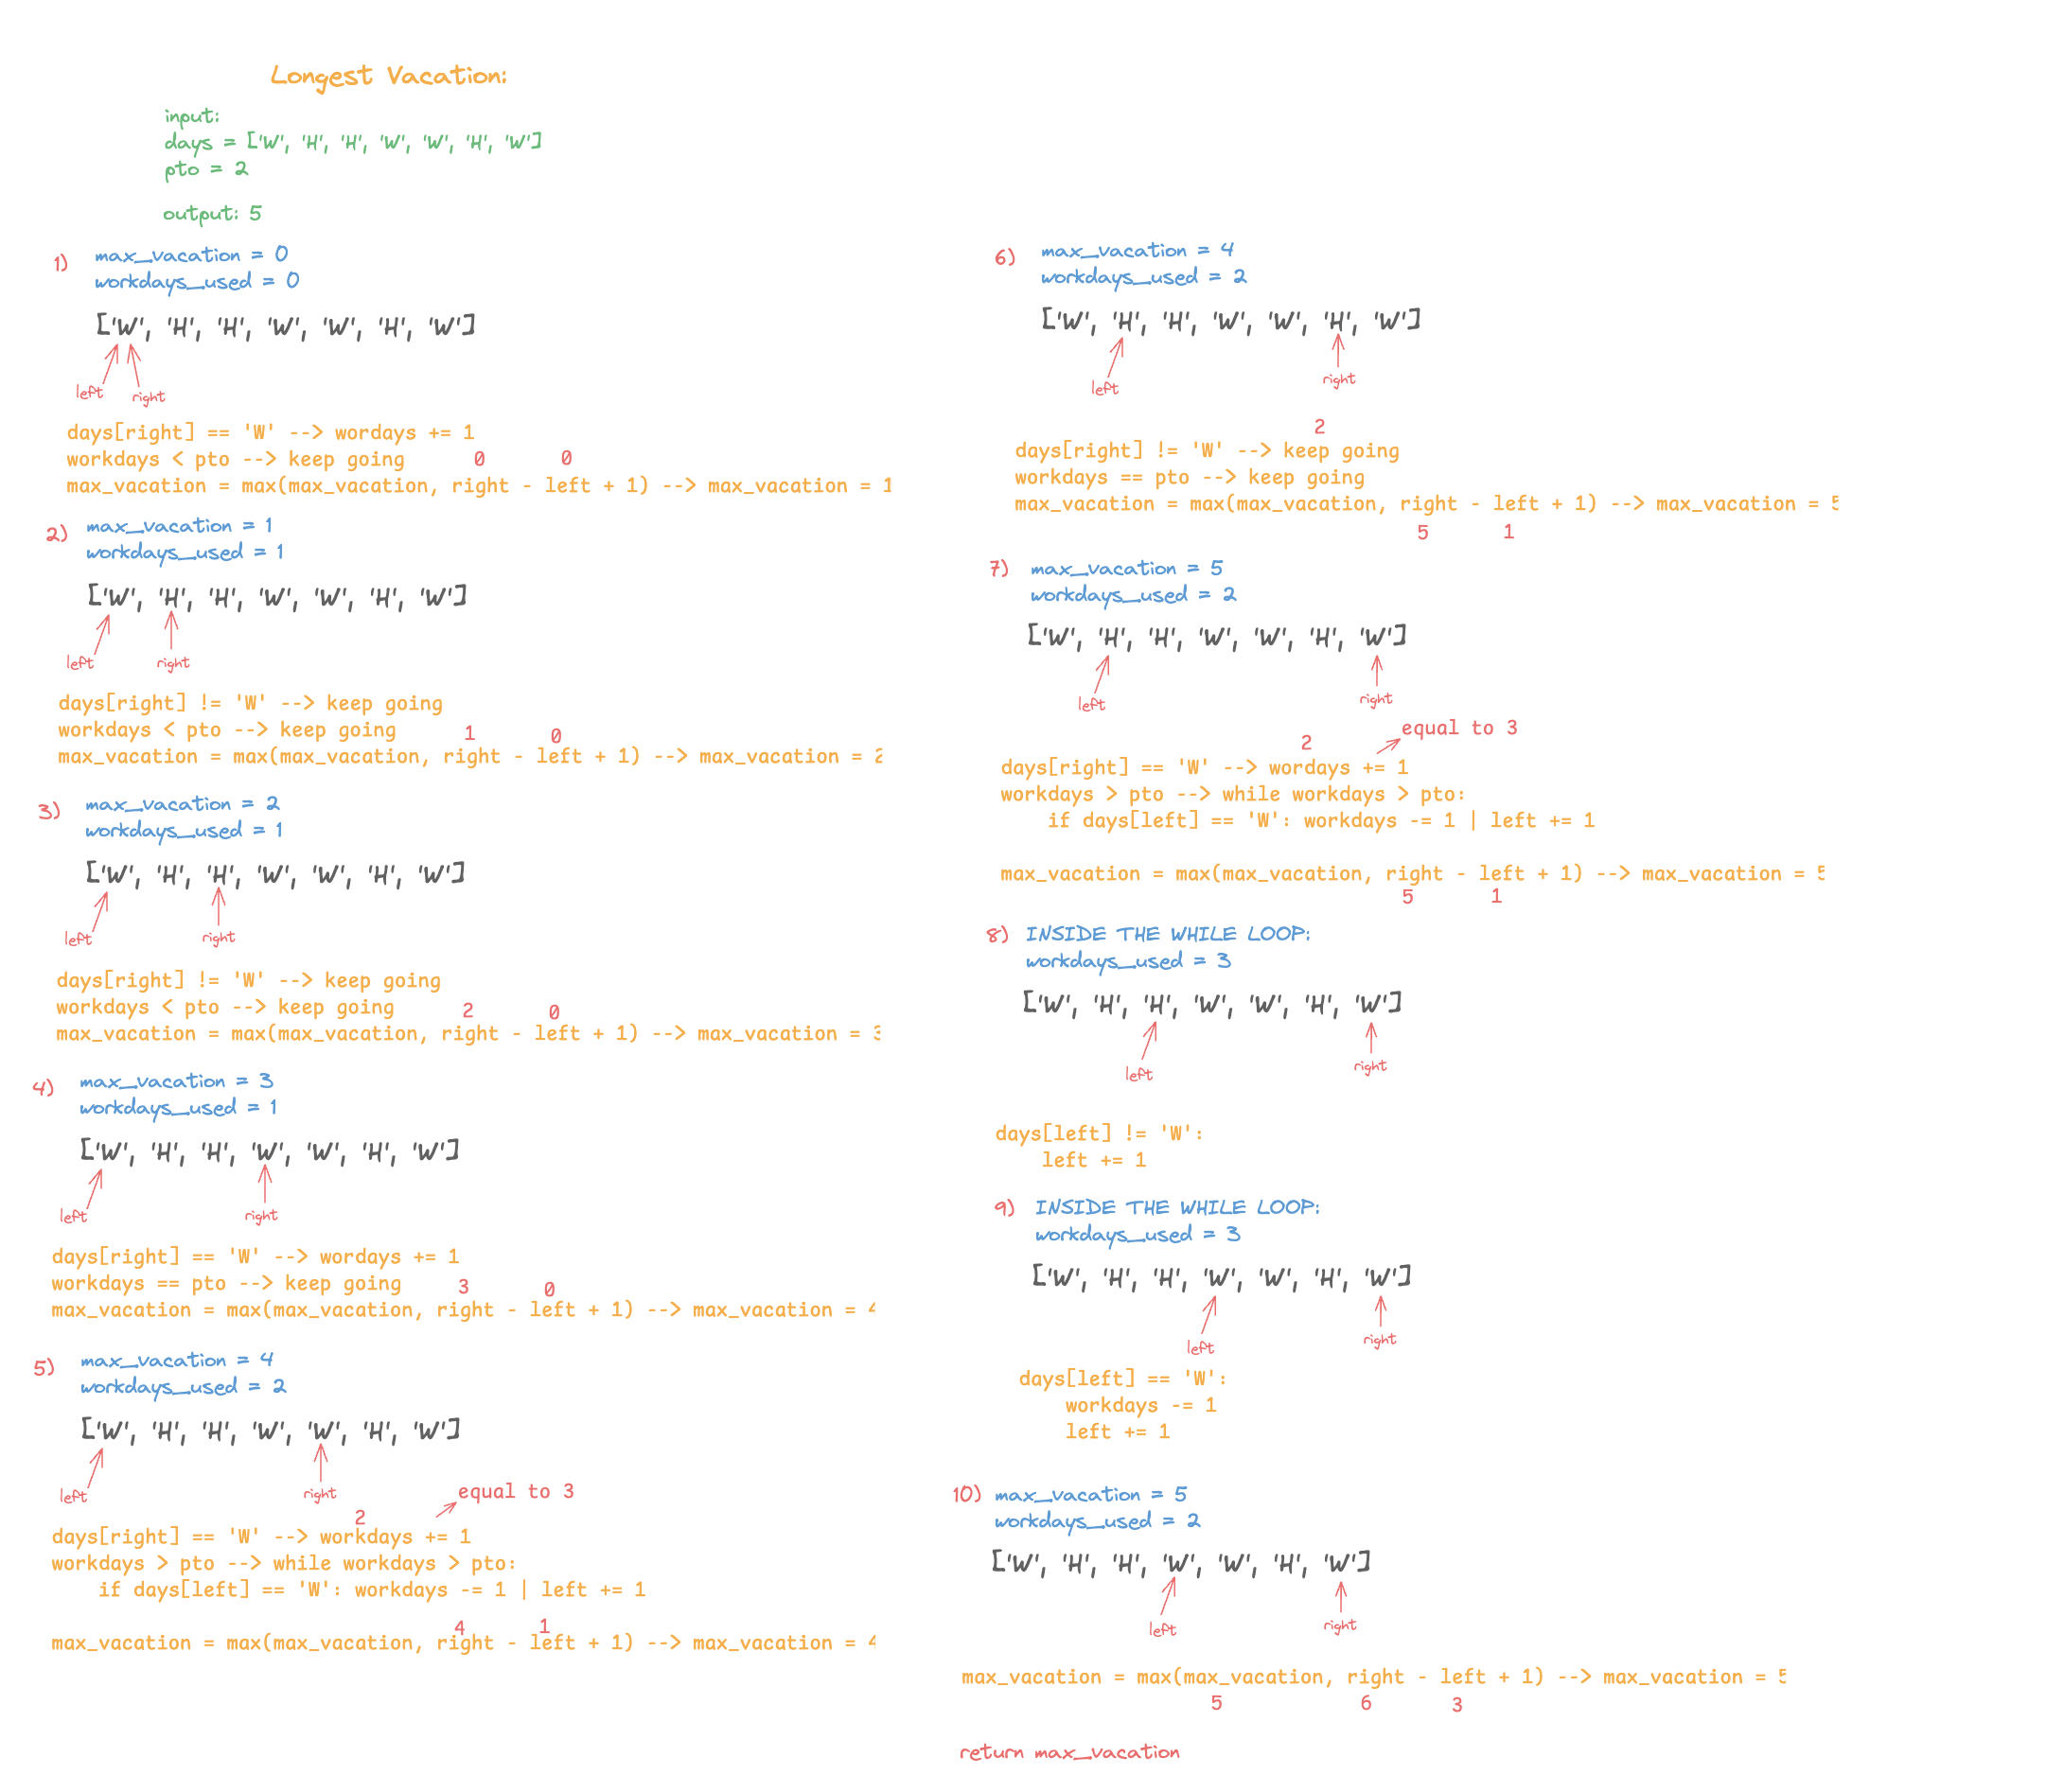 Longest Vacation:
input:
days = ['W', 'H', 'H', 'W', 'W', 'H', 'W']
pto = 2
output: 5
1)
max_vacation = 0
workdays_used = 0
['W', 'H', 'H', 'W', 'W', 'H', 'W']
left right
days[right] == 'W' --> wordays += 1
workdays < pto --> keep going
0 0
max_vacation = max(max_vacation, right - left + 1) --> max_vacation = 1
2)
max_vacation = 1
workdays_used = 1
['W', 'H', 'H', 'W', 'W', 'H', 'W']
left right
days[right] != 'W' --> keep going
workdays < pto --> keep going
1 0
max_vacation = max(max_vacation, right - left + 1) --> max_vacation = 2
3)
max_vacation = 2
workdays_used = 1
['W', 'H', 'H', 'W', 'W', 'H', 'W']
left right
days[right] != 'W' --> keep going
workdays < pto --> keep going
2 0
max_vacation = max(max_vacation, right - left + 1) --> max_vacation = 3
4)
max_vacation = 3
workdays_used = 1
['W', 'H', 'H', 'W', 'W', 'H', 'W']
left right
days[right] == 'W' --> wordays += 1
workdays == pto --> keep going
3 0
max_vacation = max(max_vacation, right - left + 1) --> max_vacation = 4
5)
max_vacation = 4
workdays_used = 2
['W', 'H', 'H', 'W', 'W', 'H', 'W']
left right
equal to 3
2
days[right] == 'W' --> workdays += 1
workdays > pto --> while workdays > pto:
if days[left] == 'W': workdays -= 1 | left += 1
4 1
max_vacation = max(max_vacation, right - left + 1) --> max_vacation = 4
6)
max_vacation = 4
workdays_used = 2
['W', 'H', 'H', 'W', 'W', 'H', 'W']
left right
2
days[right] != 'W' --> keep going
workdays == pto --> keep going
max_vacation = max(max_vacation, right - left + 1) --> max_vacation = 5
5 1
7)
max_vacation = 5
workdays_used = 2
['W', 'H', 'H', 'W', 'W', 'H', 'W']
left right
equal to 3
2
days[right] == 'W' --> wordays += 1
workdays > pto --> while workdays > pto:
if days[left] == 'W': workdays -= 1 | left += 1
max_vacation = max(max_vacation, right - left + 1) --> max_vacation = 5
5 1
8)
INSIDE THE WHILE LOOP:
workdays_used = 3
['W', 'H', 'H', 'W', 'W', 'H', 'W']
left right
days[left] != 'W':
left += 1
9)
INSIDE THE WHILE LOOP:
workdays_used = 3
['W', 'H', 'H', 'W', 'W', 'H', 'W']
left right
days[left] == 'W':
workdays -= 1
left += 1
10)
max_vacation = 5
workdays_used = 2
['W', 'H', 'H', 'W', 'W', 'H', 'W']
left right
max_vacation = max(max_vacation, right - left + 1) --> max_vacation = 5
5 6 3
return max_vacation